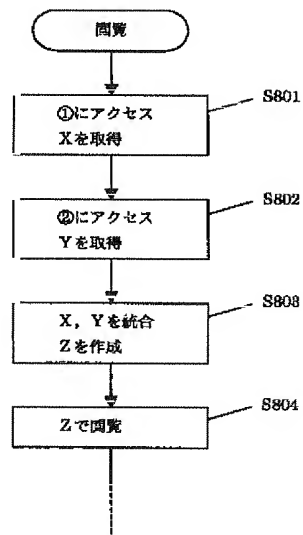 閲覧
①にアクセス
Xを取得
S801
②にアクセス
Yを取得
S802
X，Yを統合
Zを作成
S803
Zで閲覧
S804